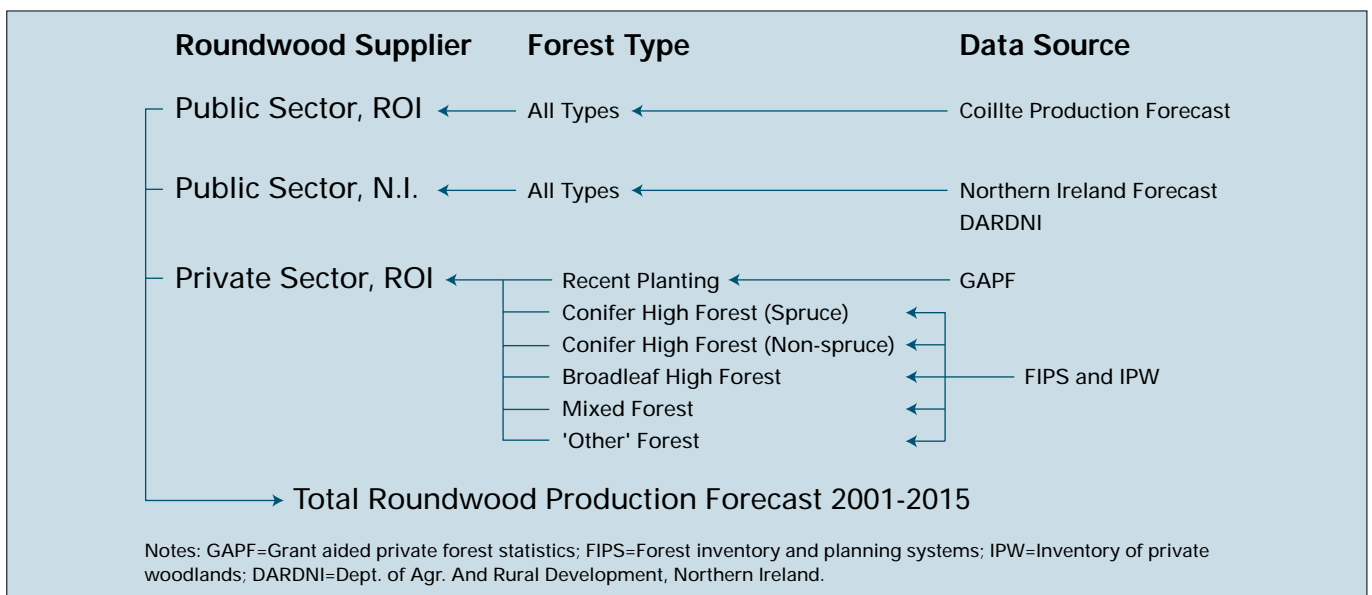 Roundwood Supplier Forest Type Data Source
Public Sector, ROI All Types Coillte Production Forecast
Public Sector, N.I. All Types Northern Ireland Forecast
DARDNI
Private Sector, ROI Recent Planting GAPF
Conifer High Forest (Spruce)
Conifer High Forest (Non-spruce)
Broadleaf High Forest FIPS and IPW
Mixed Forest
'Other' Forest
Total Roundwood Production Forecast 2001-2015
Notes: GAPF=Grant aided private forest statistics; FIPS=Forest inventory and planning systems; IPW=Inventory of private
woodlands; DARDNI=Dept. of Agr. And Rural Development, Northern Ireland.